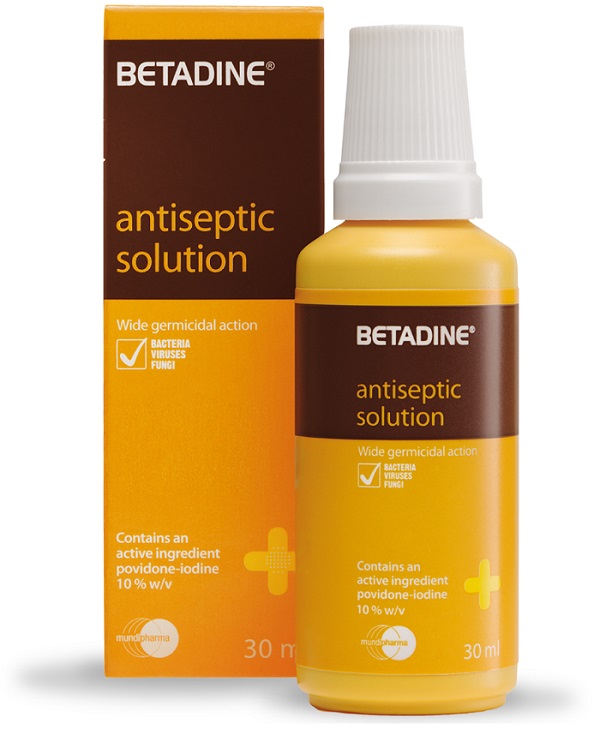 BETADINE®
antiseptic
solution
Wide germicidal action
BACTERIA
VIRUSES
FUNGI
Contains an
active ingredient
povidone-iodine
10 % w/v
mundipharma
30 m
BETADINE®
antiseptic
solution
Wide germicidal action
BACTERIA
VIRUSES
FUNGI
Contains an
active ingredient
povidone-iodine
10 % w/v
mundipharma
30 ml